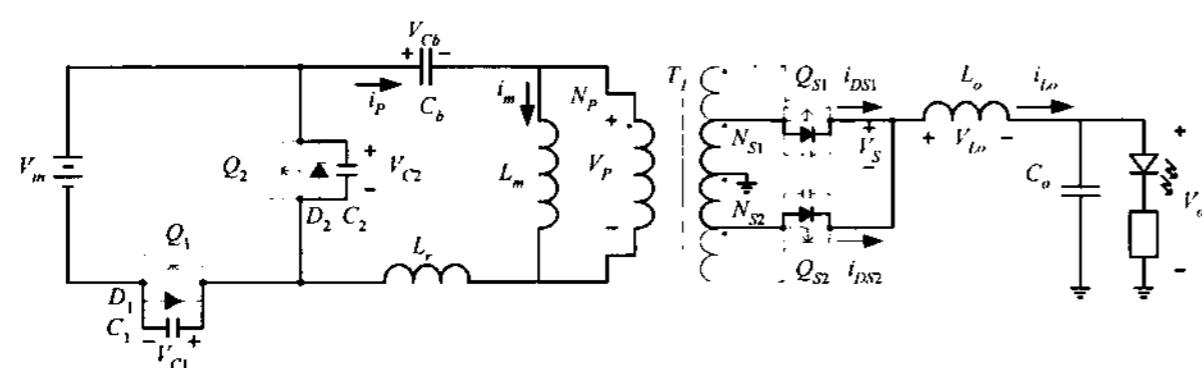 V_Cb
+ −
i_P
C_b
i_m
N_P
T_1
Q_S1
i_DS1
L_o
i_Lo
V_in
Q_2
+
V_C2
−
D_2 C_2
L_m
+
V_P
−
N_S1
N_S2
+
V_S
−
+ V_Lo −
C_o
+
V_o
−
Q_1
L_r
Q_S2
i_DS2
D_1
C_1
− +
V_C1